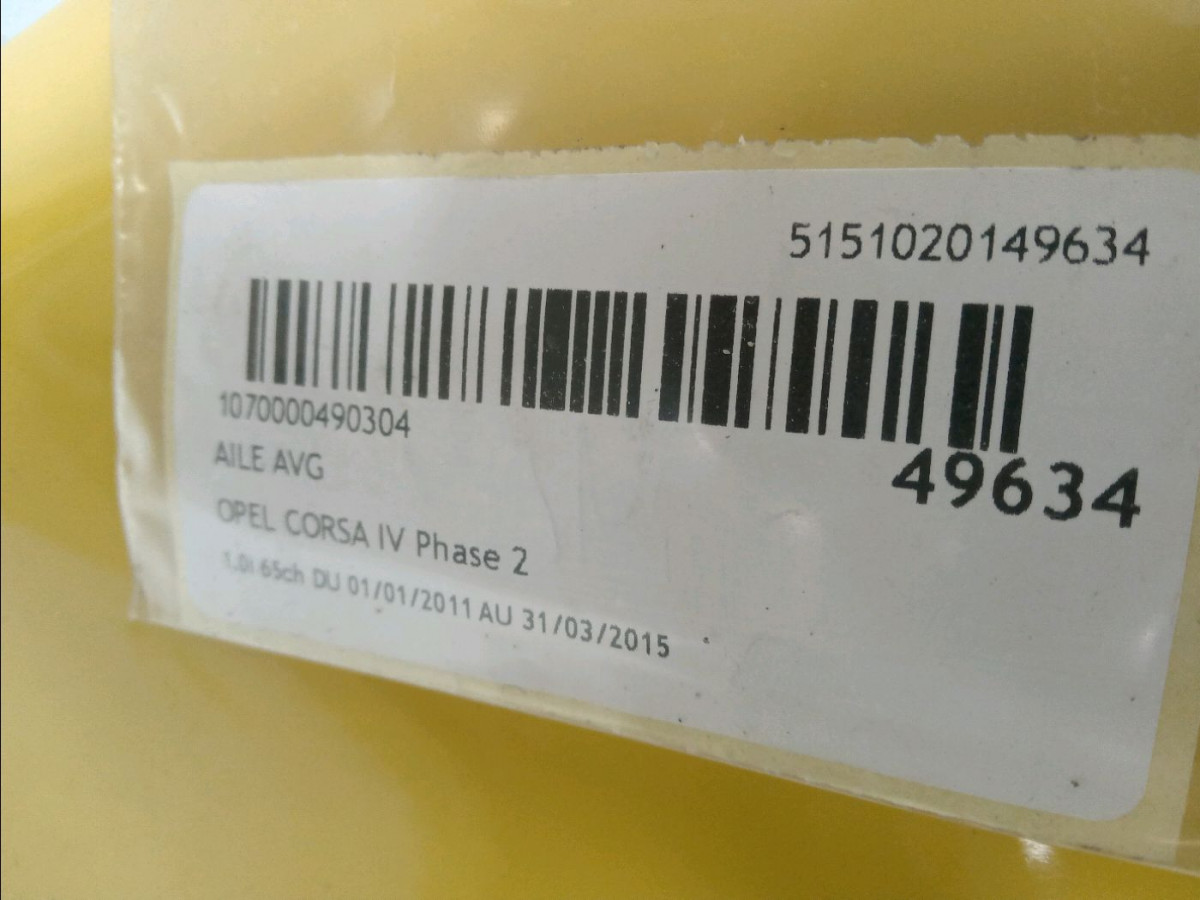 5151020149634
1070000490304
49634
AILE AVG
OPEL CORSA IV Phase 2
1.0i 65ch DU 01/01/2011 AU 31/03/2015